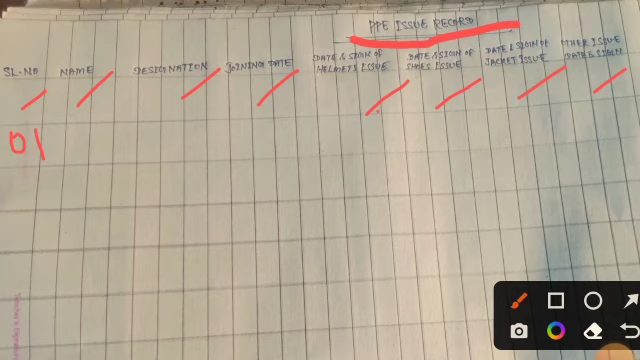 PPE ISSUE RECORD
SL.NO NAME DESIGNATION JOINING DATE DATE & SIGN OF HELMETS ISSUE DATE & SIGN OF SHOES ISSUE DATE & SIGN OF JACKET ISSUE OTHER ISSUE DATE & SIGN
01